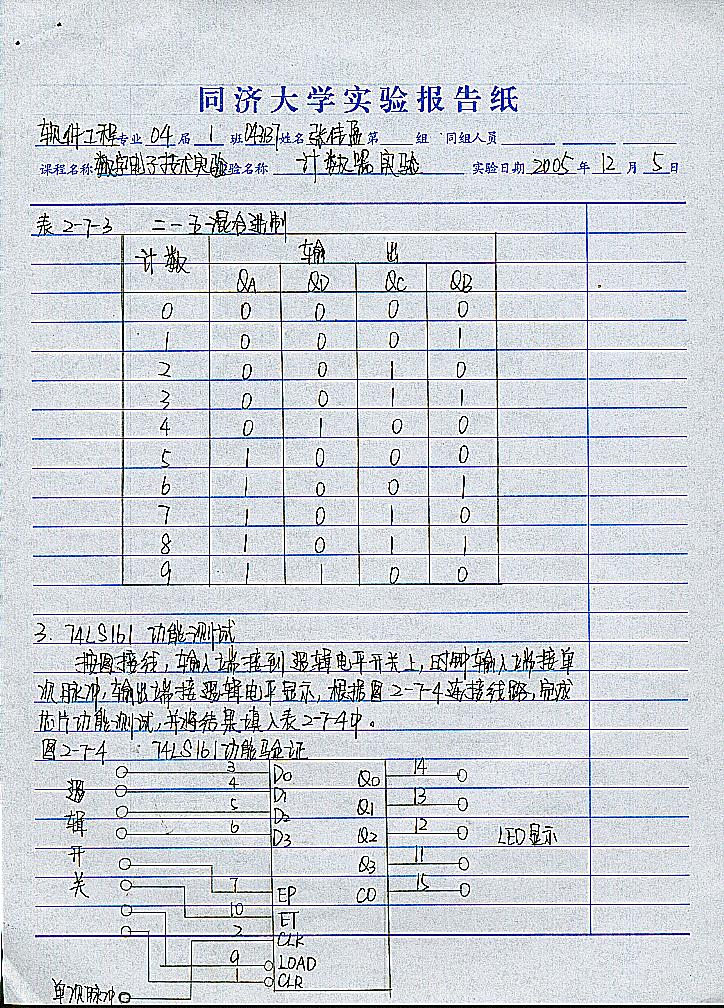 同济大学实验报告纸
软件工程专业 04 届 1 班 043137 姓名 张佳 第 组 同组人员
课程名称 数字电子技术实验 实验名称 计数器实验 实验日期 2005 年 12 月 5 日
表2-7-3 二-五混合进制
计数 输出
QA QD QC QB
0 0 0 0 0
1 0 0 0 1
2 0 0 1 0
3 0 0 1 1
4 0 1 0 0
5 1 0 0 0
6 1 0 0 1
7 1 0 1 0
8 1 0 1 1
9 1 1 0 0
3. 74LS161 功能测试
按图接线，输入端接到逻辑电平开关上，时钟输入端接单
次脉冲，输出端接逻辑电平显示，根据图2-7-4连接线路，完成
芯片功能测试，并将结果填入表2-7-4中。
图2-7-4 74LS161功能验证
逻辑开关
3 D0 Q0 14
4 D1 Q1 13
5 D2 Q2 12
6 D3 Q3 11
7 EP CO 15
10 ET
2 CLK
9 LOAD
1 CLR
LED显示
单次脉冲